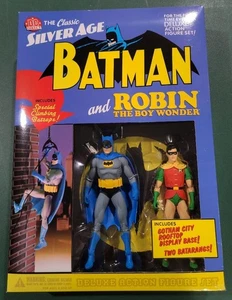 THE Classic
SILVER AGE
BATMAN
and ROBIN
THE BOY WONDER
INCLUDES
Special
Climbing
Batrope!
INCLUDES
GOTHAM CITY
ROOFTOP
DISPLAY BASE!
TWO BATARANGS!
DELUXE ACTION FIGURE SET